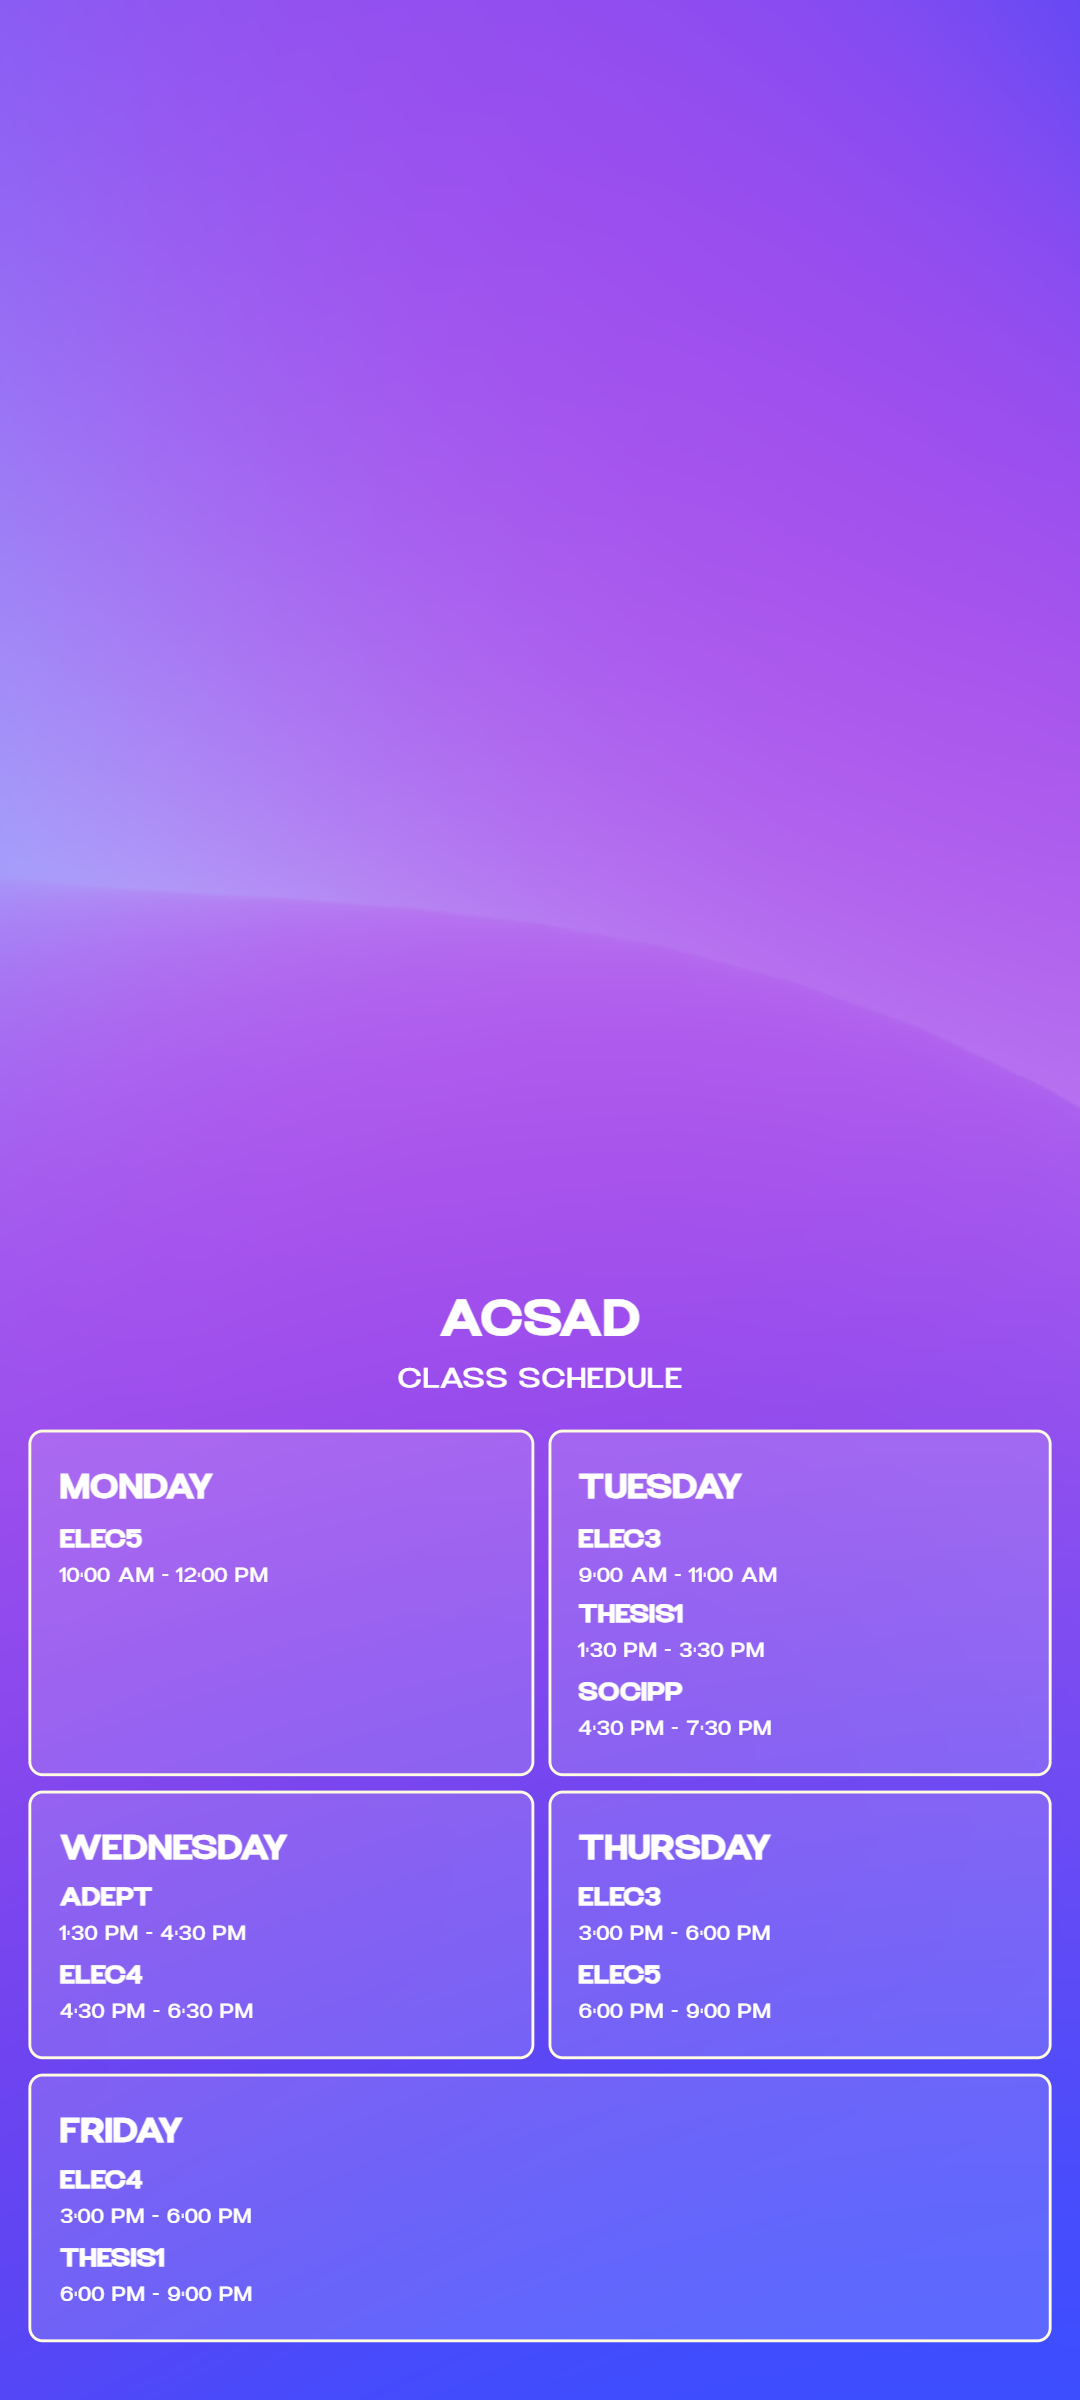 ACSAD
CLASS SCHEDULE
MONDAY
ELEC5
10:00 AM - 12:00 PM
TUESDAY
ELEC3
9:00 AM - 11:00 AM
THESIS1
1:30 PM - 3:30 PM
SOCIPP
4:30 PM - 7:30 PM
WEDNESDAY
ADEPT
1:30 PM - 4:30 PM
ELEC4
4:30 PM - 6:30 PM
THURSDAY
ELEC3
3:00 PM - 6:00 PM
ELEC5
6:00 PM - 9:00 PM
FRIDAY
ELEC4
3:00 PM - 6:00 PM
THESIS1
6:00 PM - 9:00 PM